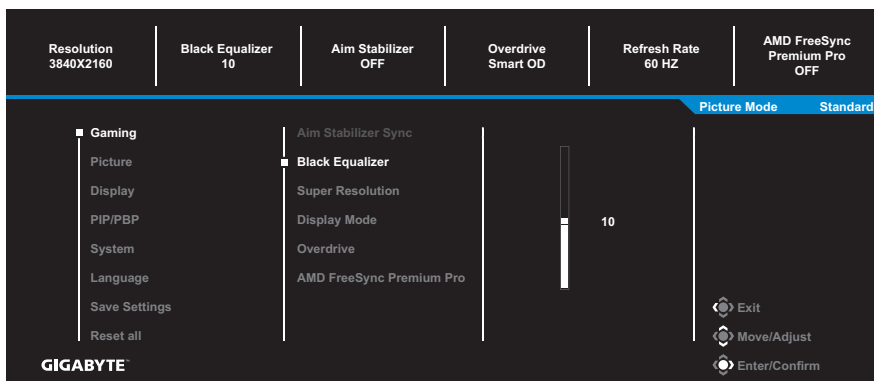 Resolution
3840X2160
Black Equalizer
10
Aim Stabilizer
OFF
Overdrive
Smart OD
Refresh Rate
60 HZ
AMD FreeSync
Premium Pro
OFF
Picture Mode Standard
Gaming
Picture
Display
PIP/PBP
System
Language
Save Settings
Reset all
Aim Stabilizer Sync
Black Equalizer
Super Resolution
Display Mode
Overdrive
AMD FreeSync Premium Pro
10
Exit
Move/Adjust
Enter/Confirm
GIGABYTE™